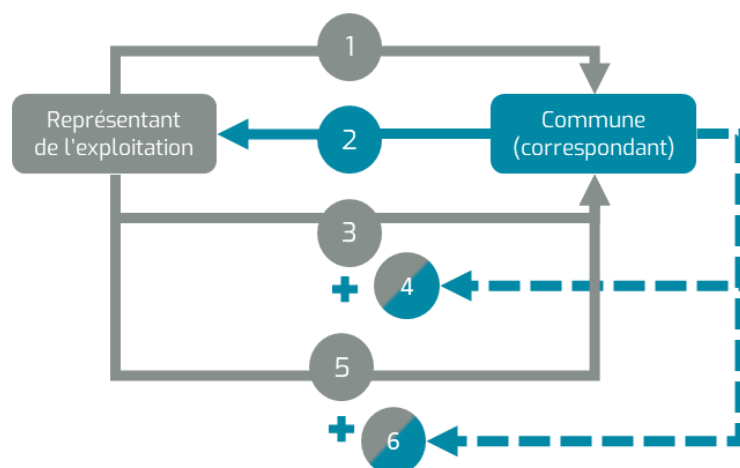 1
Représentant
de l'exploitation
2
Commune
(correspondant)
3
+
4
5
+
6